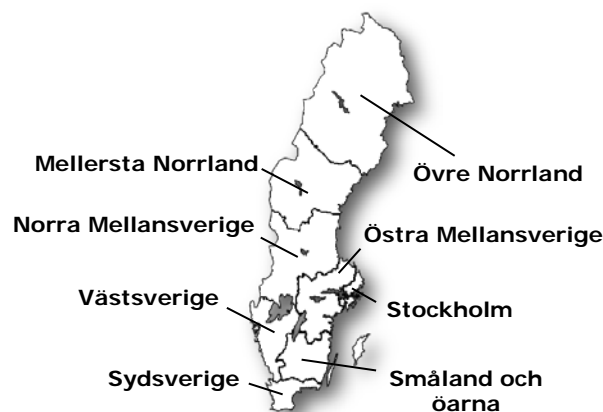 Mellersta Norrland
Övre Norrland
Norra Mellansverige
Östra Mellansverige
Västsverige
Stockholm
Sydsverige
Småland och
öarna